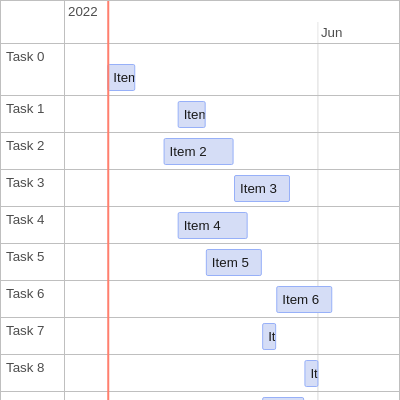 2022
Jun
Task 0
Iten
Task 1
Iten
Task 2
Item 2
Task 3
Item 3
Task 4
Item 4
Task 5
Item 5
Task 6
Item 6
Task 7
It
Task 8
It